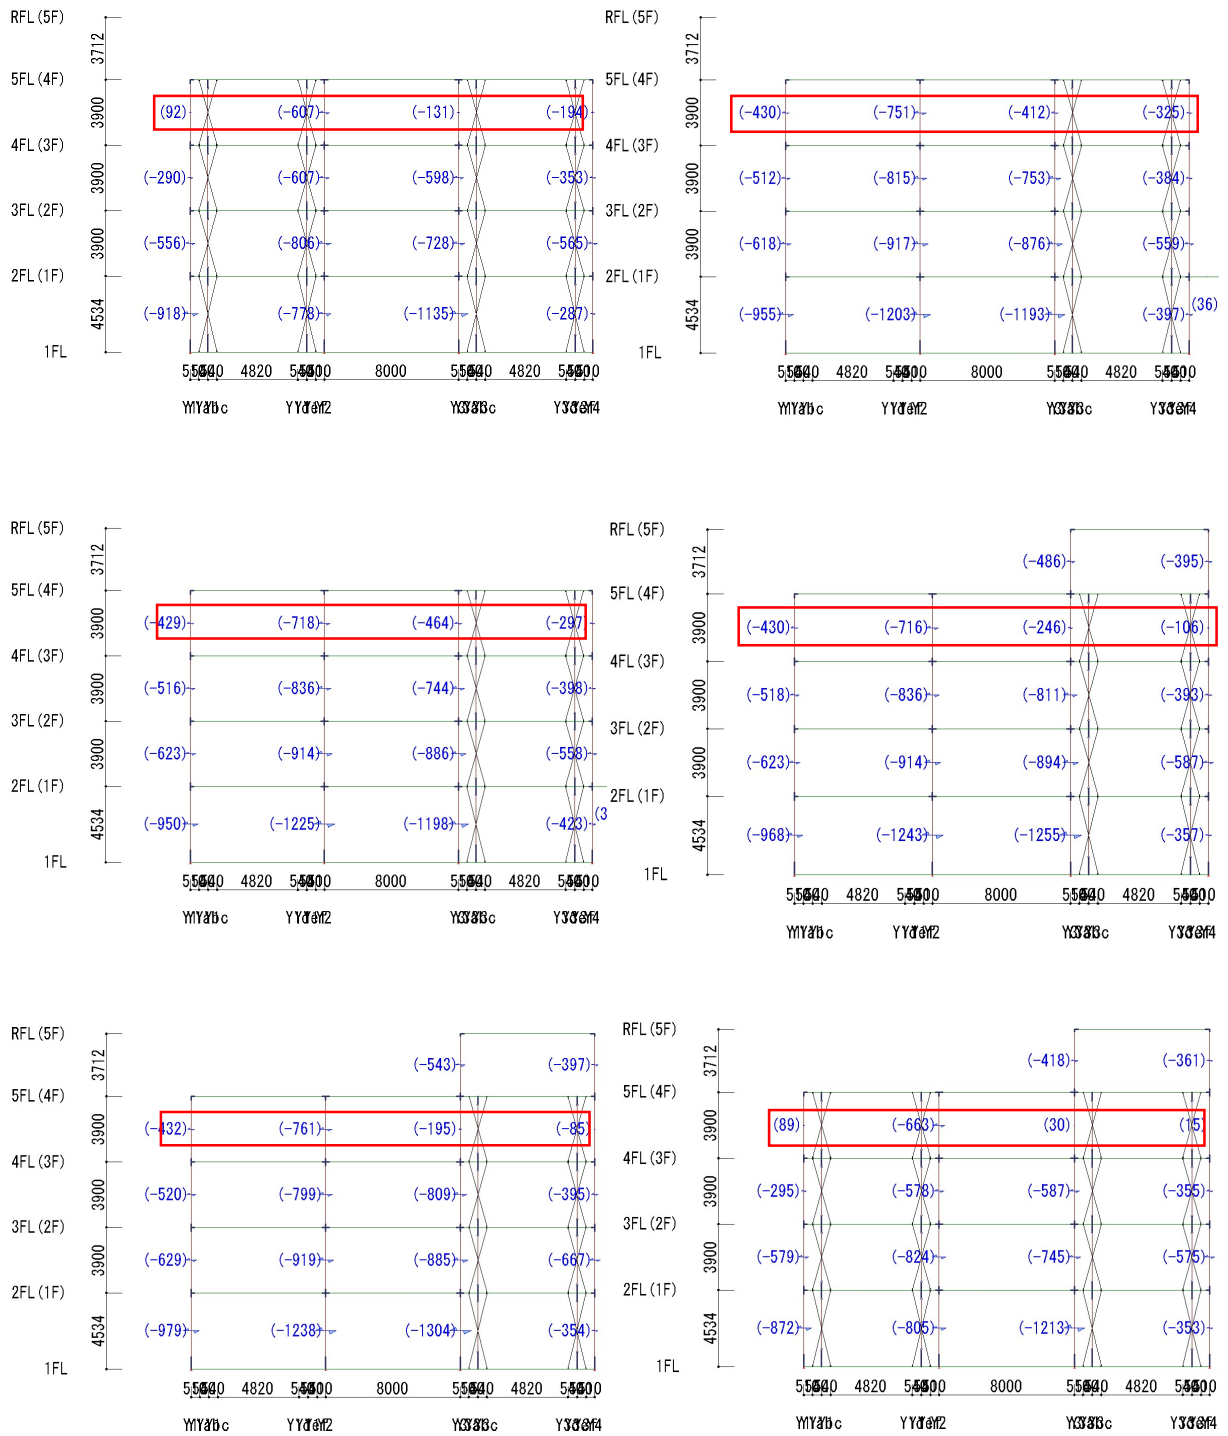 RFL(5F)
3712
5FL(4F)
3900
(92) (-607) (-131) (-194)
4FL(3F)
3900
(-290) (-607) (-598) (-353)
3FL(2F)
3900
(-556) (-806) (-728) (-565)
2FL(1F)
4534
(-918) (-778) (-1135) (-287)
1FL
4820 8000 4820
RFL(5F)
3712
5FL(4F)
3900
(-430) (-751) (-412) (-325)
4FL(3F)
3900
(-512) (-815) (-753) (-384)
3FL(2F)
3900
(-618) (-917) (-876) (-559)
2FL(1F)
(36)
4534
(-955) (-1203) (-1193) (-397)
1FL
4820 8000 4820
RFL(5F)
3712
5FL(4F)
3900
(-429) (-718) (-464) (-297
4FL(3F)
3900
(-516) (-836) (-744) (-398)
3FL(2F)
3900
(-623) (-914) (-886) (-558)
2FL(1F)
(3
4534
(-950) (-1225) (-1198) (-423)
1FL
4820 8000 4820
RFL(5F)
3712
(-486) (-395)
5FL(4F)
3900
(-430) (-716) (-246) (-106)
4FL(3F)
3900
(-518) (-836) (-811) (-393)
3FL(2F)
3900
(-623) (-914) (-894) (-587)
2FL(1F)
4534
(-968) (-1243) (-1255) (-357)
1FL
4820 8000 4820
RFL(5F)
3712
(-543) (-397)
5FL(4F)
3900
(-432) (-761) (-195) (-85)
4FL(3F)
3900
(-520) (-799) (-809) (-395)
3FL(2F)
3900
(-629) (-919) (-885) (-667)
2FL(1F)
4534
(-979) (-1238) (-1304) (-354)
1FL
4820 8000 4820
RFL(5F)
3712
(-418) (-361)
5FL(4F)
3900
(89) (-663) (30) (15)
4FL(3F)
3900
(-295) (-578) (-587) (-355)
3FL(2F)
3900
(-579) (-824) (-745) (-575)
2FL(1F)
4534
(-872) (-805) (-1213) (-353)
1FL
4820 8000 4820